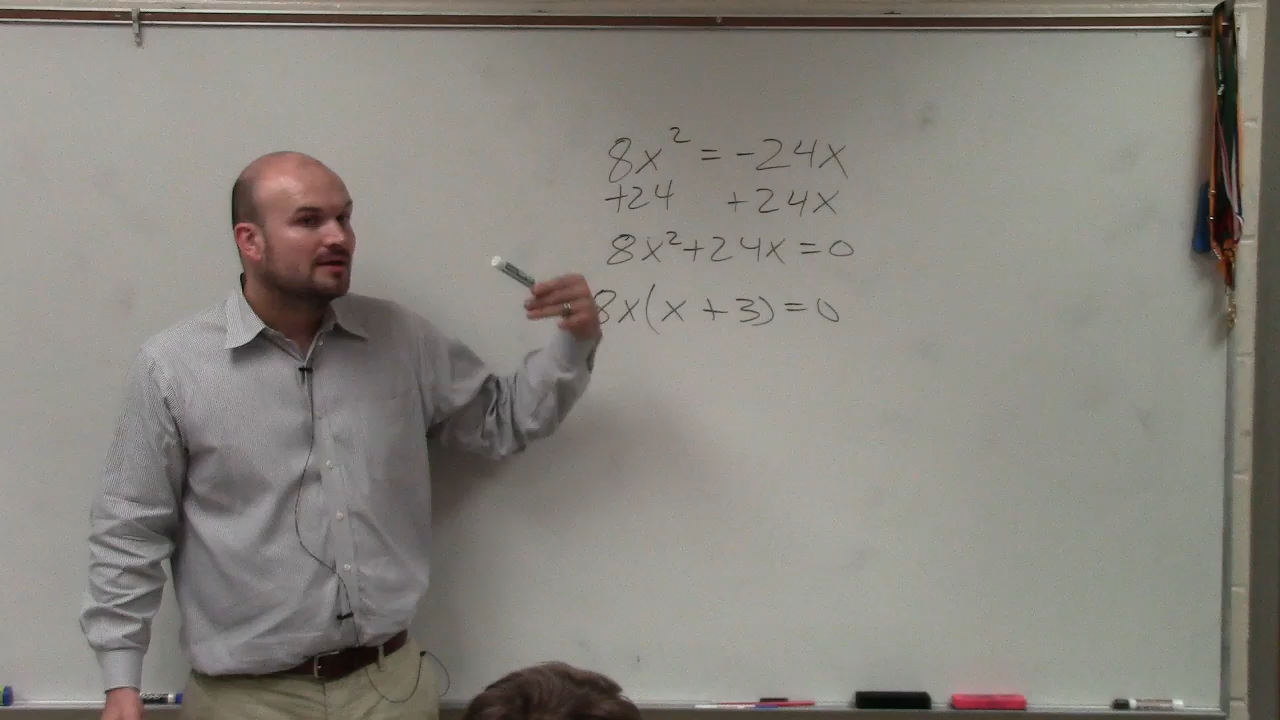 8x² = -24x
+24 +24x
8x²+24x=0
8x(x+3)=0